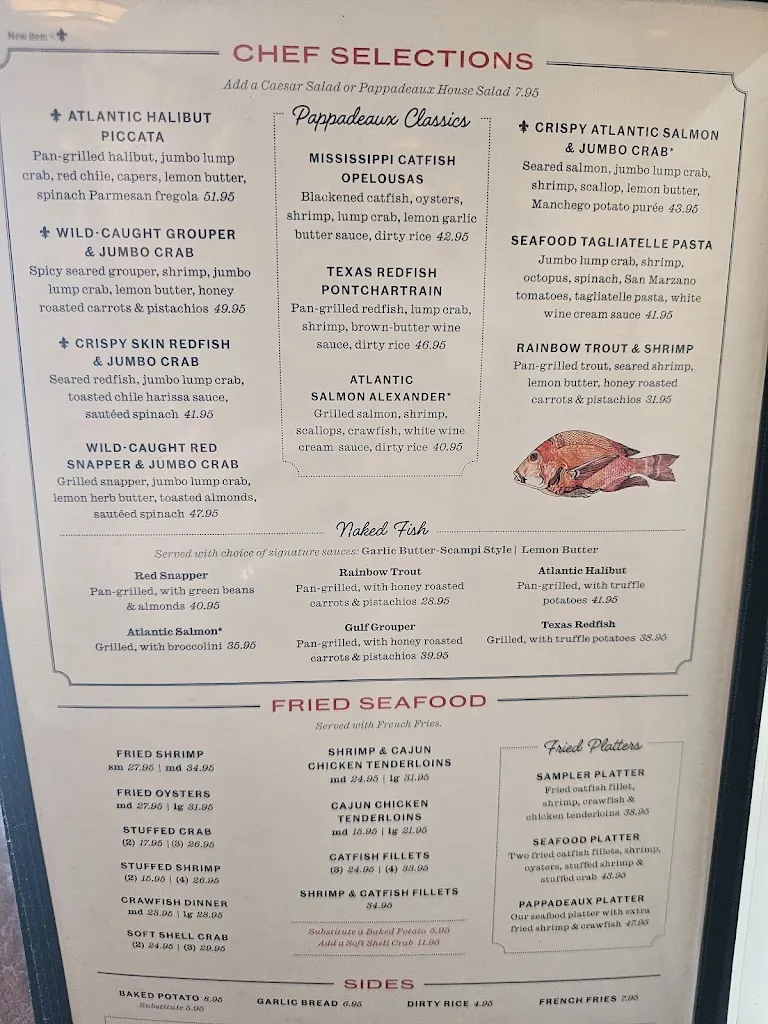 New item =
CHEF SELECTIONS
Add a Caesar Salad or Pappadeaux House Salad 7.95
ATLANTIC HALIBUT
PICCATA
Pan-grilled halibut, jumbo lump
crab, red chile, capers, lemon butter,
spinach Parmesan fregola 51.95
WILD-CAUGHT GROUPER
& JUMBO CRAB
Spicy seared grouper, shrimp, jumbo
lump crab, lemon butter, honey
roasted carrots & pistachios 49.95
CRISPY SKIN REDFISH
& JUMBO CRAB
Seared redfish, jumbo lump crab,
toasted chile harissa sauce,
sautéed spinach 41.95
WILD-CAUGHT RED
SNAPPER & JUMBO CRAB
Grilled snapper, jumbo lump crab,
lemon herb butter, toasted almonds,
sautéed spinach 47.95
Pappadeaux Classics
MISSISSIPPI CATFISH
OPELOUSAS
Blackened catfish, oysters,
shrimp, lump crab, lemon garlic
butter sauce, dirty rice 42.95
TEXAS REDFISH
PONTCHARTRAIN
Pan-grilled redfish, lump crab,
shrimp, brown-butter wine
sauce, dirty rice 46.95
ATLANTIC
SALMON ALEXANDER*
Grilled salmon, shrimp,
scallops, crawfish, white wine
cream sauce, dirty rice 40.95
CRISPY ATLANTIC SALMON
& JUMBO CRAB*
Seared salmon, jumbo lump crab,
shrimp, scallop, lemon butter,
Manchego potato purée 43.95
SEAFOOD TAGLIATELLE PASTA
Jumbo lump crab, shrimp,
octopus, spinach, San Marzano
tomatoes, tagliatelle pasta, white
wine cream sauce 41.95
RAINBOW TROUT & SHRIMP
Pan-grilled trout, seared shrimp,
lemon butter, honey roasted
carrots & pistachios 31.95
Naked Fish
Served with choice of signature sauces: Garlic Butter-Scampi Style | Lemon Butter
Red Snapper
Pan-grilled, with green beans
& almonds 40.95
Atlantic Salmon*
Grilled, with broccolini 35.95
Rainbow Trout
Pan-grilled, with honey roasted
carrots & pistachios 28.95
Gulf Grouper
Pan-grilled, with honey roasted
carrots & pistachios 39.95
Atlantic Halibut
Pan-grilled, with truffle
potatoes 41.95
Texas Redfish
Grilled, with truffle potatoes 38.95
FRIED SEAFOOD
Served with French Fries.
FRIED SHRIMP
sm 27.95 | md 34.95
FRIED OYSTERS
md 27.95 | lg 31.95
STUFFED CRAB
(2) 17.95 | (3) 26.95
STUFFED SHRIMP
(2) 15.95 | (4) 26.95
CRAWFISH DINNER
md 23.95 | lg 28.95
SOFT SHELL CRAB
(2) 24.95 | (3) 29.95
SHRIMP & CAJUN
CHICKEN TENDERLOINS
md 24.95 | lg 31.95
CAJUN CHICKEN
TENDERLOINS
md 15.95 | lg 21.95
CATFISH FILLETS
(3) 24.95 | (4) 33.95
SHRIMP & CATFISH FILLETS
34.95
Substitute a Baked Potato 5.95
Add a Soft Shell Crab 11.95
Fried Platters
SAMPLER PLATTER
Fried catfish fillet,
shrimp, crawfish &
chicken tenderloins 38.95
SEAFOOD PLATTER
Two fried catfish fillets, shrimp,
oysters, stuffed shrimp &
stuffed crab 43.95
PAPPADEAUX PLATTER
Our seafood platter with extra
fried shrimp & crawfish 47.95
SIDES
BAKED POTATO 8.95
Substitute 5.95
GARLIC BREAD 6.95
DIRTY RICE 4.95
FRENCH FRIES 7.95